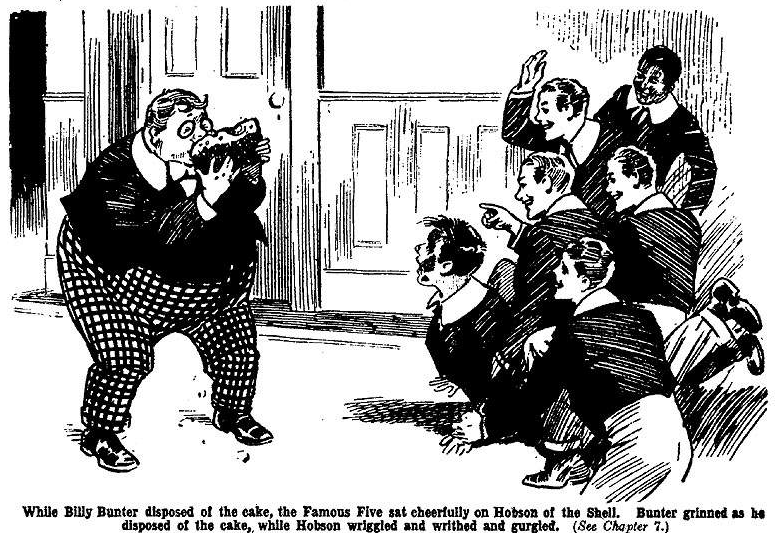 While Billy Bunter disposed of the cake, the Famous Five sat cheerfully on Hobson of the Shell. Bunter grinned as he
disposed of the cake, while Hobson wriggled and writhed and gurgled. (See Chapter 7.)